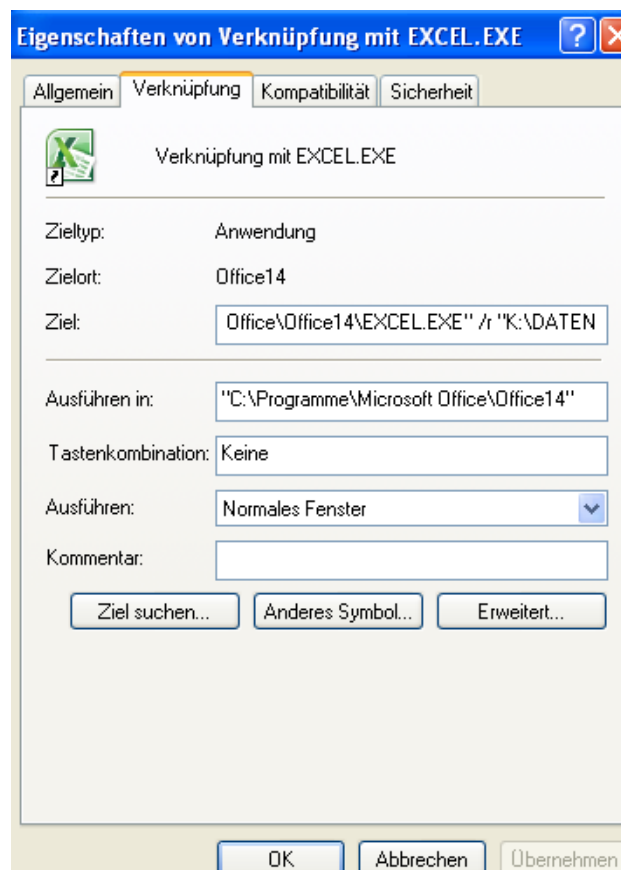 Eigenschaften von Verknüpfung mit EXCEL.EXE ?
Allgemein Verknüpfung Kompatibilität Sicherheit
Verknüpfung mit EXCEL.EXE
Zieltyp: Anwendung
Zielort: Office14
Ziel: Office\Office14\EXCEL.EXE" /r "K:\DATEN
Ausführen in: "C:\Programme\Microsoft Office\Office14"
Tastenkombination: Keine
Ausführen: Normales Fenster
Kommentar:
Ziel suchen... Anderes Symbol... Erweitert...
OK Abbrechen Übernehmen